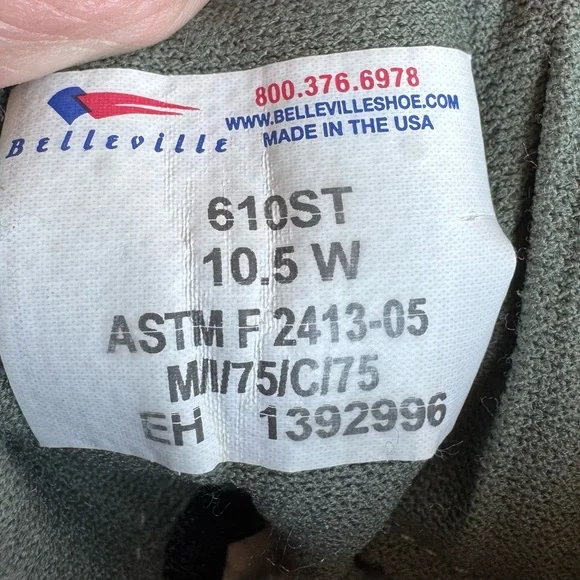 Belleville
800.376.6978
WWW.BELLEVILLESHOE.COM
MADE IN THE USA
610ST
10.5 W
ASTM F 2413-05
M/I/75/C/75
EH 1392996